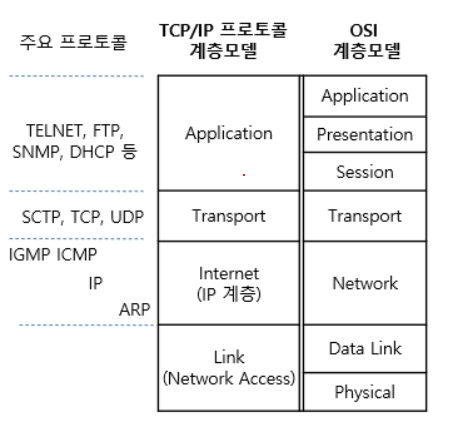 주요 프로토콜
TCP/IP 프로토콜
계층모델
OSI
계층모델
TELNET, FTP,
SNMP, DHCP 등
Application
Application
Presentation
Session
SCTP, TCP, UDP
Transport
Transport
IGMP ICMP
IP
ARP
Internet
(IP 계층)
Network
Link
(Network Access)
Data Link
Physical